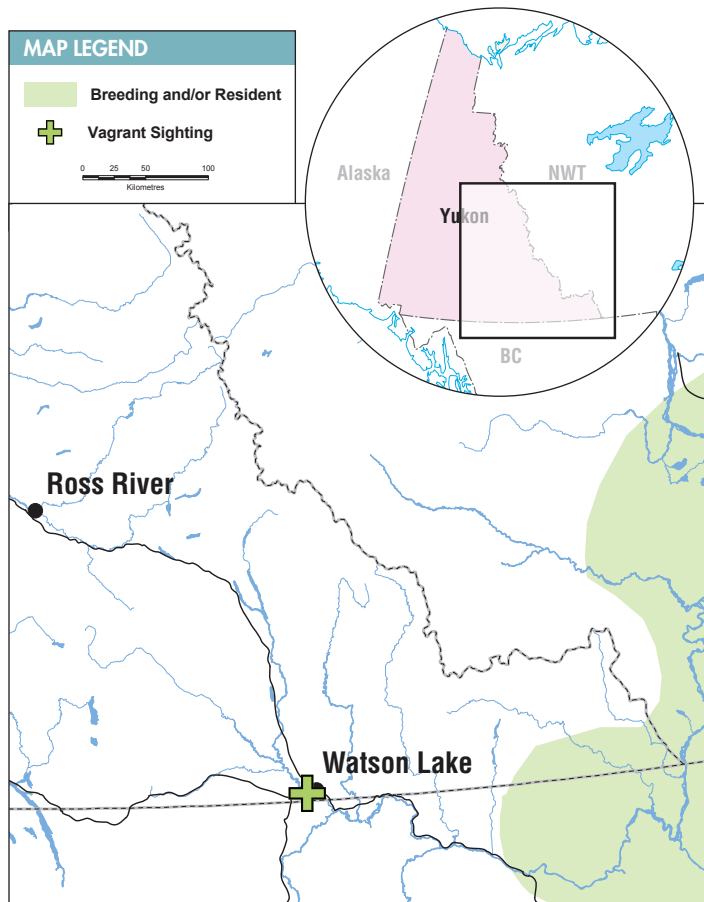 MAP LEGEND
Breeding and/or Resident
Vagrant Sighting
0 25 50 100
Kilometres
Alaska
NWT
Yukon
BC
Ross River
Watson Lake